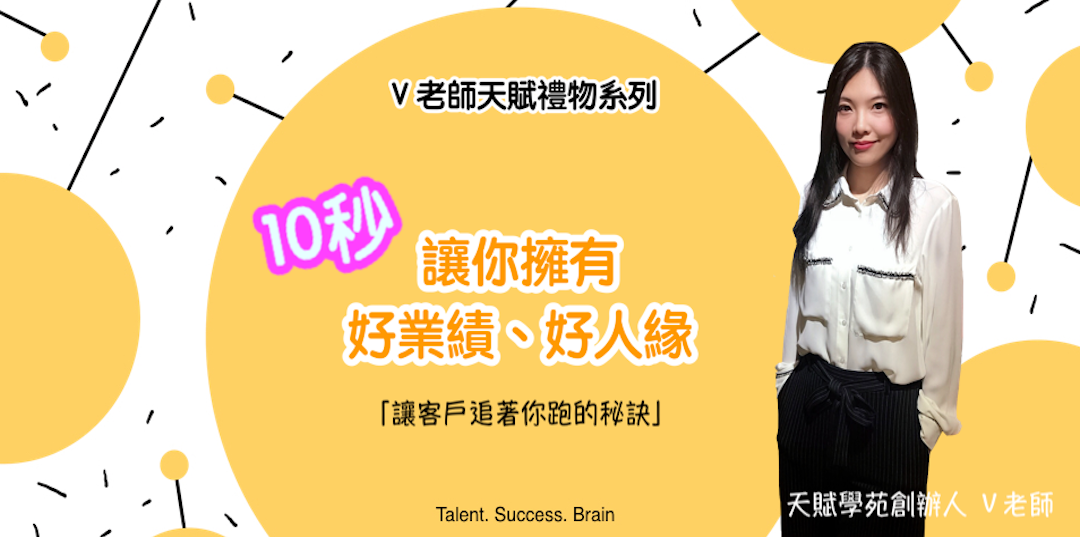 V 老師天賦禮物系列
10秒
讓你擁有
好業績、好人緣
「讓客戶追著你跑的秘訣」
天賦學苑創辦人 V 老師
Talent. Success. Brain